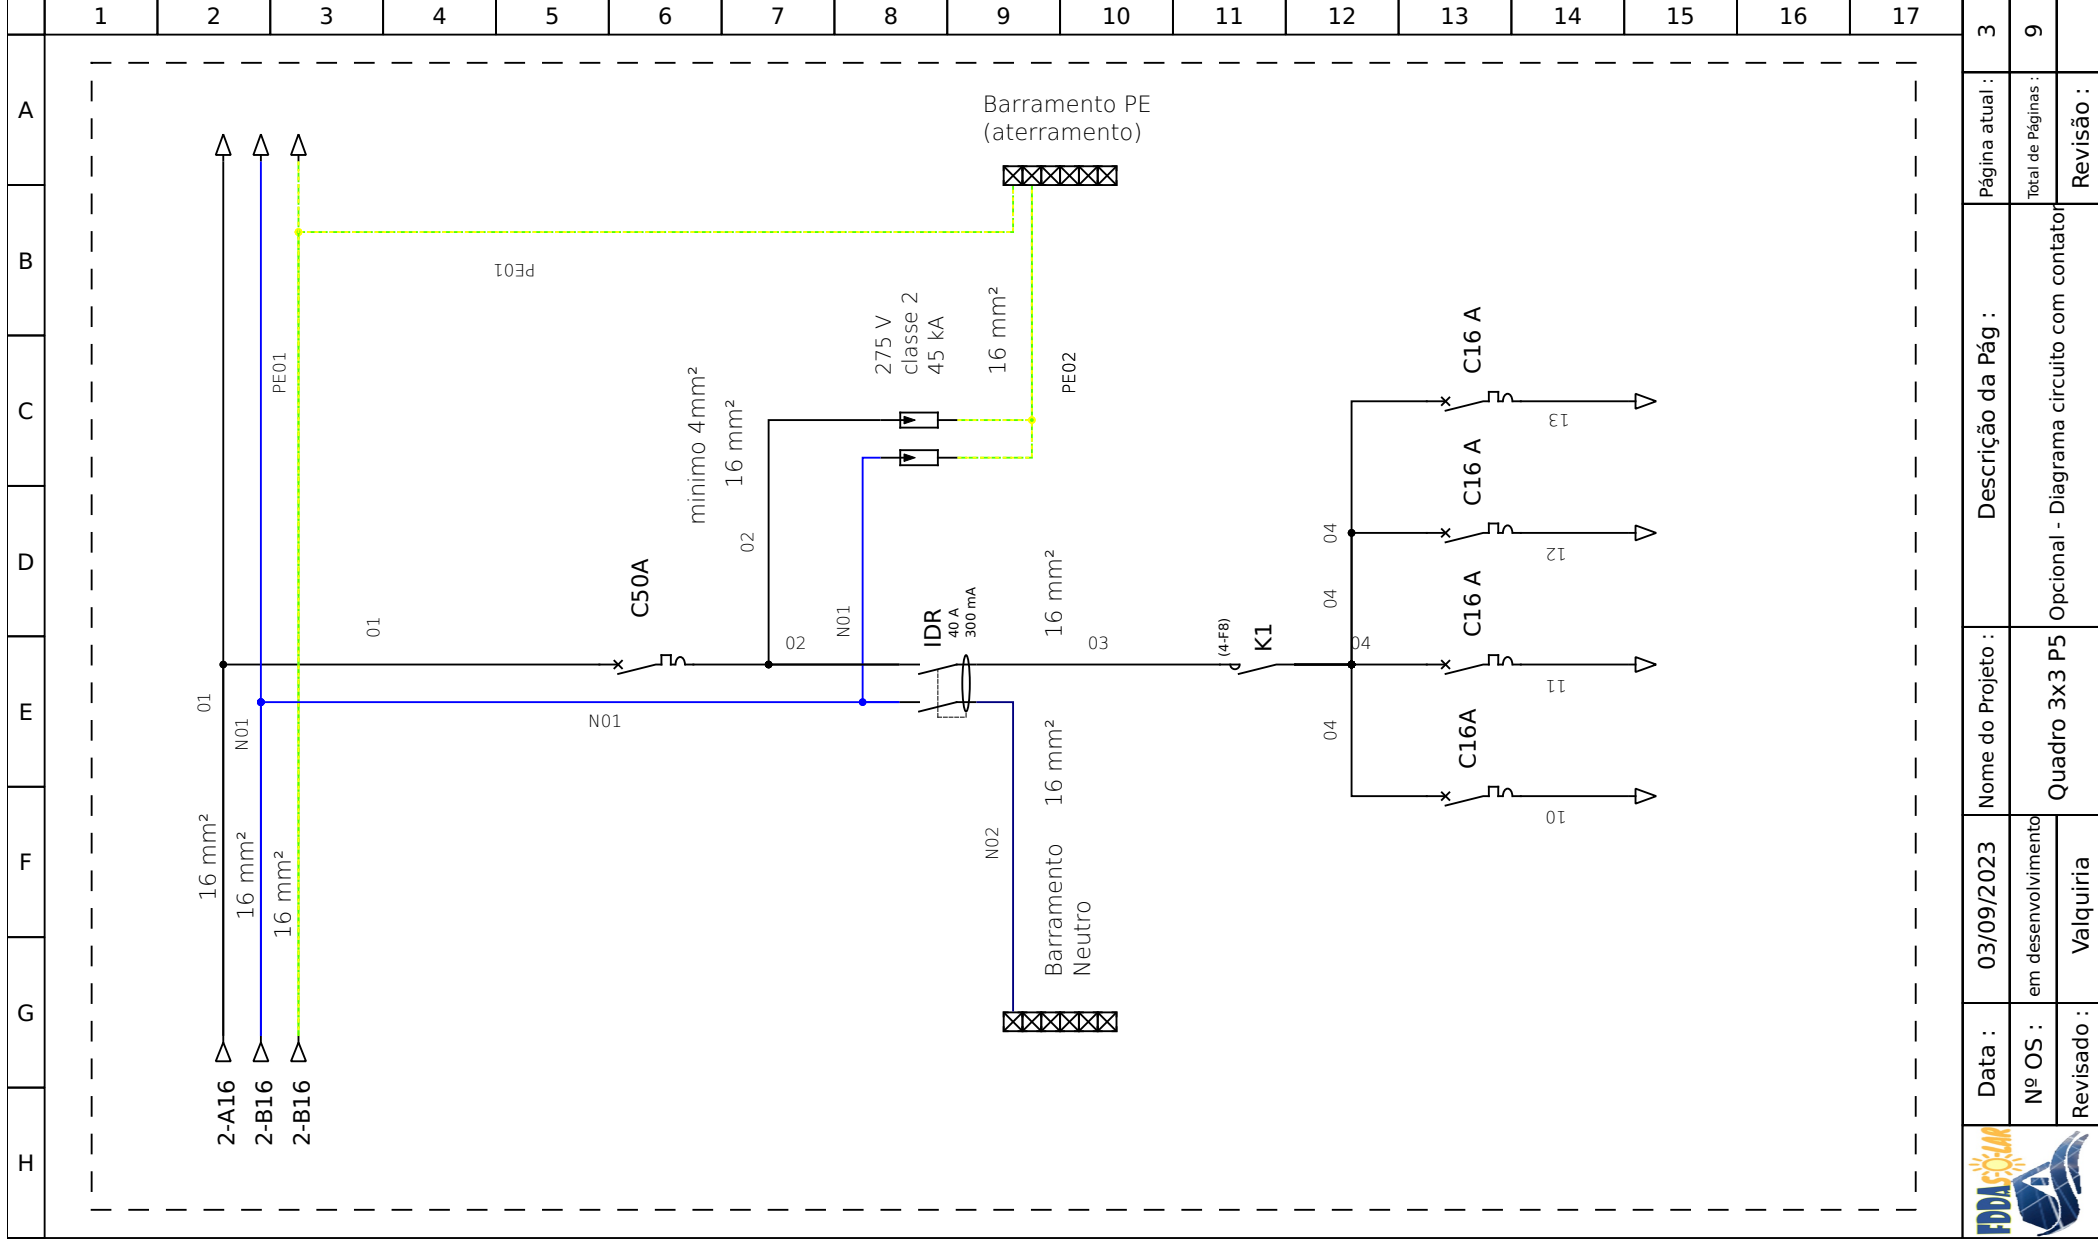 1 2 3 4 5 6 7 8 9 10 11 12 13 14 15 16 17
A
B
C
D
E
F
G
H
Barramento PE
(aterramento)
PE01
PE01
275 V
classe 2
45 kA
16 mm²
PE02
minimo 4mm²
16 mm²
02
N01
C50A
01
01
N01
N01
02
IDR
40 A
300 mA
16 mm²
03
(4-F8)
K1
04
04
04
04
C16 A
13
C16 A
12
C16 A
11
C16A
10
16 mm²
16 mm²
16 mm²
N02
16 mm²
Barramento
Neutro
2-A16
2-B16
2-B16
Página atual :
3
Total de Páginas :
9
Revisão :
Descrição da Pág :
Opcional - Diagrama circuito com contator
Nome do Projeto :
Quadro 3x3 P5
Data :
03/09/2023
Nº OS :
em desenvolvimento
Revisado :
Valquiria
FDDA SOLAR